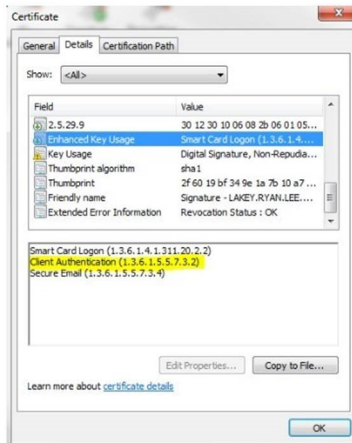 Certificate
General Details Certification Path
Show: <All>
Field Value
2.5.29.9 30 12 30 10 06 08 2b 06 01 05...
Enhanced Key Usage Smart Card Logon (1.3.6.1.4....
Key Usage Digital Signature, Non-Repudia...
Thumbprint algorithm sha1
Thumbprint 2f 60 19 bf 34 9e 1a 7b 10 a7 ...
Friendly name Signature - LAKEY.RYAN.LEE....
Extended Error Information Revocation Status : OK
Smart Card Logon (1.3.6.1.4.1.311.20.2.2)
Client Authentication (1.3.6.1.5.5.7.3.2)
Secure Email (1.3.6.1.5.5.7.3.4)
Edit Properties... Copy to File...
Learn more about certificate details
OK